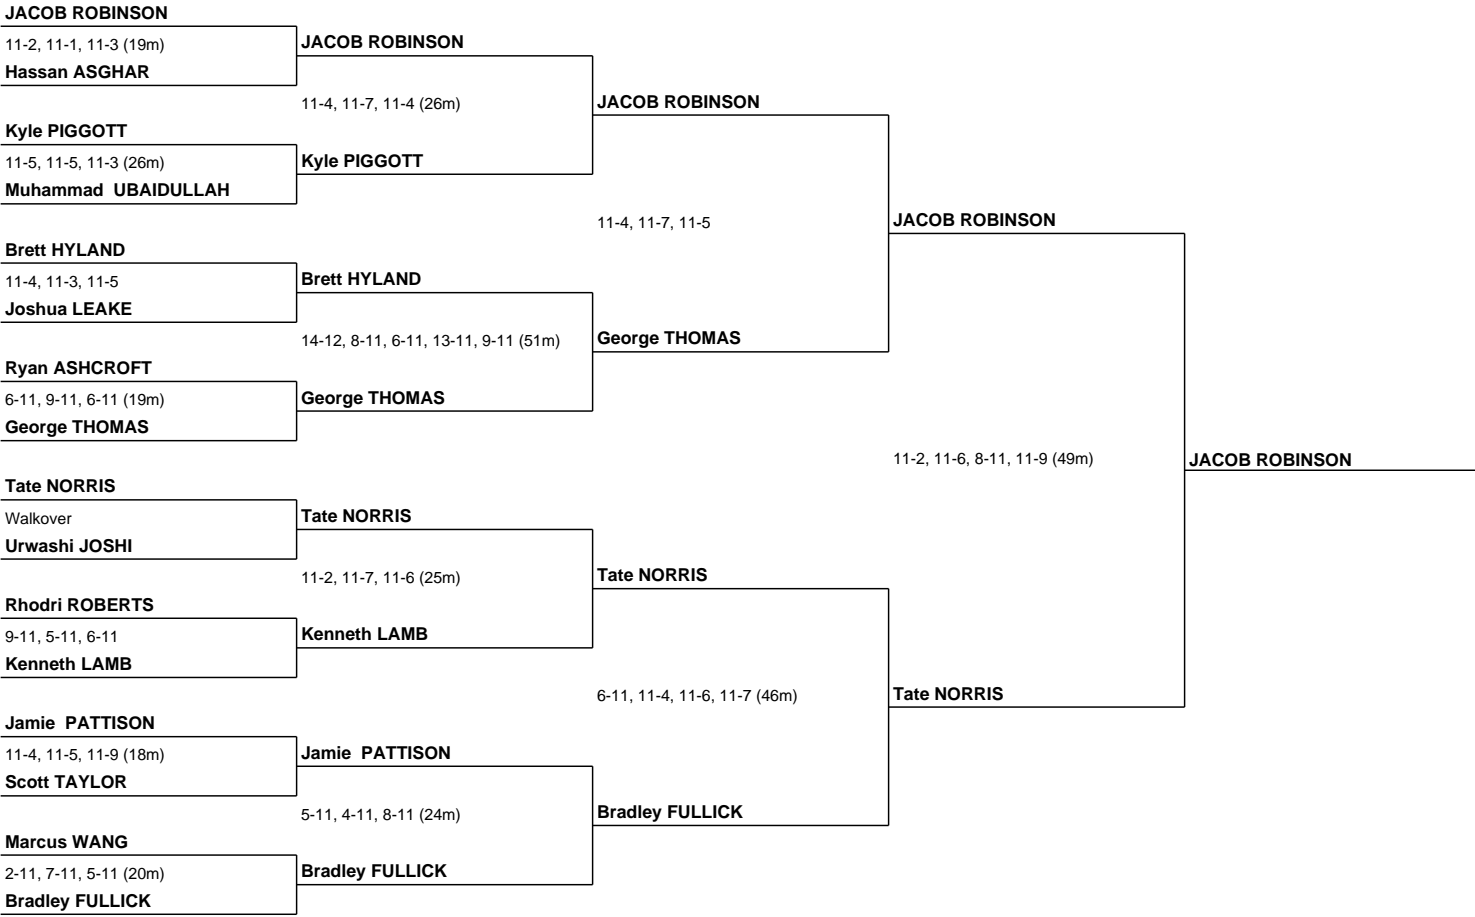 JACOB ROBINSON
11-2, 11-1, 11-3 (19m)
Hassan ASGHAR
Kyle PIGGOTT
11-5, 11-5, 11-3 (26m)
Muhammad  UBAIDULLAH
Brett HYLAND
11-4, 11-3, 11-5
Joshua LEAKE
Ryan ASHCROFT
6-11, 9-11, 6-11 (19m)
George THOMAS
Tate NORRIS
Walkover
Urwashi JOSHI
Rhodri ROBERTS
9-11, 5-11, 6-11
Kenneth LAMB
Jamie  PATTISON
11-4, 11-5, 11-9 (18m)
Scott TAYLOR
Marcus WANG
2-11, 7-11, 5-11 (20m)
Bradley FULLICK
JACOB ROBINSON
11-4, 11-7, 11-4 (26m)
Kyle PIGGOTT
Brett HYLAND
14-12, 8-11, 6-11, 13-11, 9-11 (51m)
George THOMAS
Tate NORRIS
11-2, 11-7, 11-6 (25m)
Kenneth LAMB
Jamie  PATTISON
5-11, 4-11, 8-11 (24m)
Bradley FULLICK
JACOB ROBINSON
11-4, 11-7, 11-5
George THOMAS
Tate NORRIS
6-11, 11-4, 11-6, 11-7 (46m)
Bradley FULLICK
JACOB ROBINSON
11-2, 11-6, 8-11, 11-9 (49m)
Tate NORRIS
JACOB ROBINSON